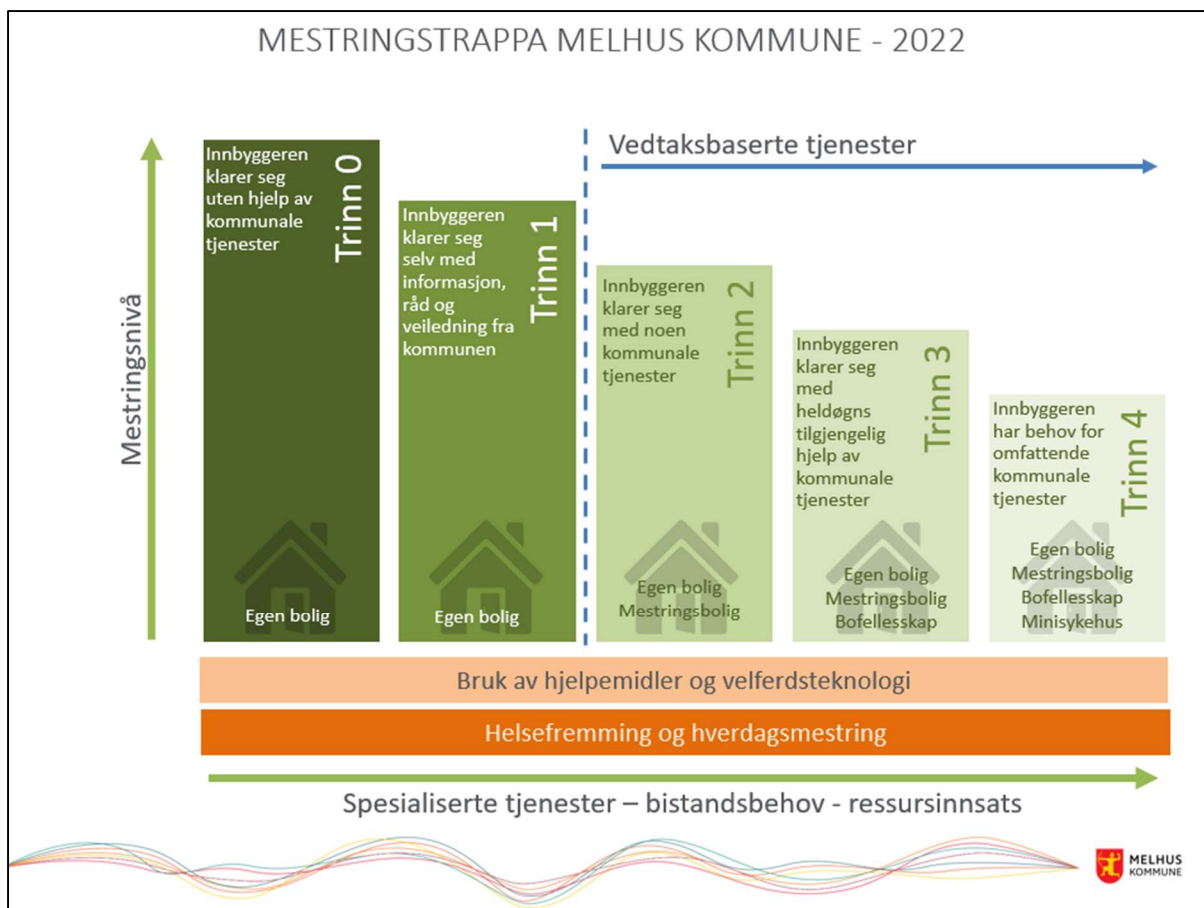 MESTRINGSTRAPPA MELHUS KOMMUNE - 2022
Vedtaksbaserte tjenester
Mestringsnivå
Innbyggeren
klarer seg
uten hjelp av
kommunale
tjenester
Trinn 0
Egen bolig
Innbyggeren
klarer seg
selv med
informasjon,
råd og
veiledning fra
kommunen
Trinn 1
Egen bolig
Innbyggeren
klarer seg
med noen
kommunale
tjenester
Trinn 2
Egen bolig
Mestringsbolig
Innbyggeren
klarer seg
med
heldøgns
tilgjengelig
hjelp av
kommunale
tjenester
Trinn 3
Egen bolig
Mestringsbolig
Bofellesskap
Innbyggeren
har behov for
omfattende
kommunale
tjenester
Trinn 4
Egen bolig
Mestringsbolig
Bofellesskap
Minisykehus
Bruk av hjelpemidler og velferdsteknologi
Helsefremming og hverdagsmestring
Spesialiserte tjenester – bistandsbehov - ressursinnsats
MELHUS
KOMMUNE